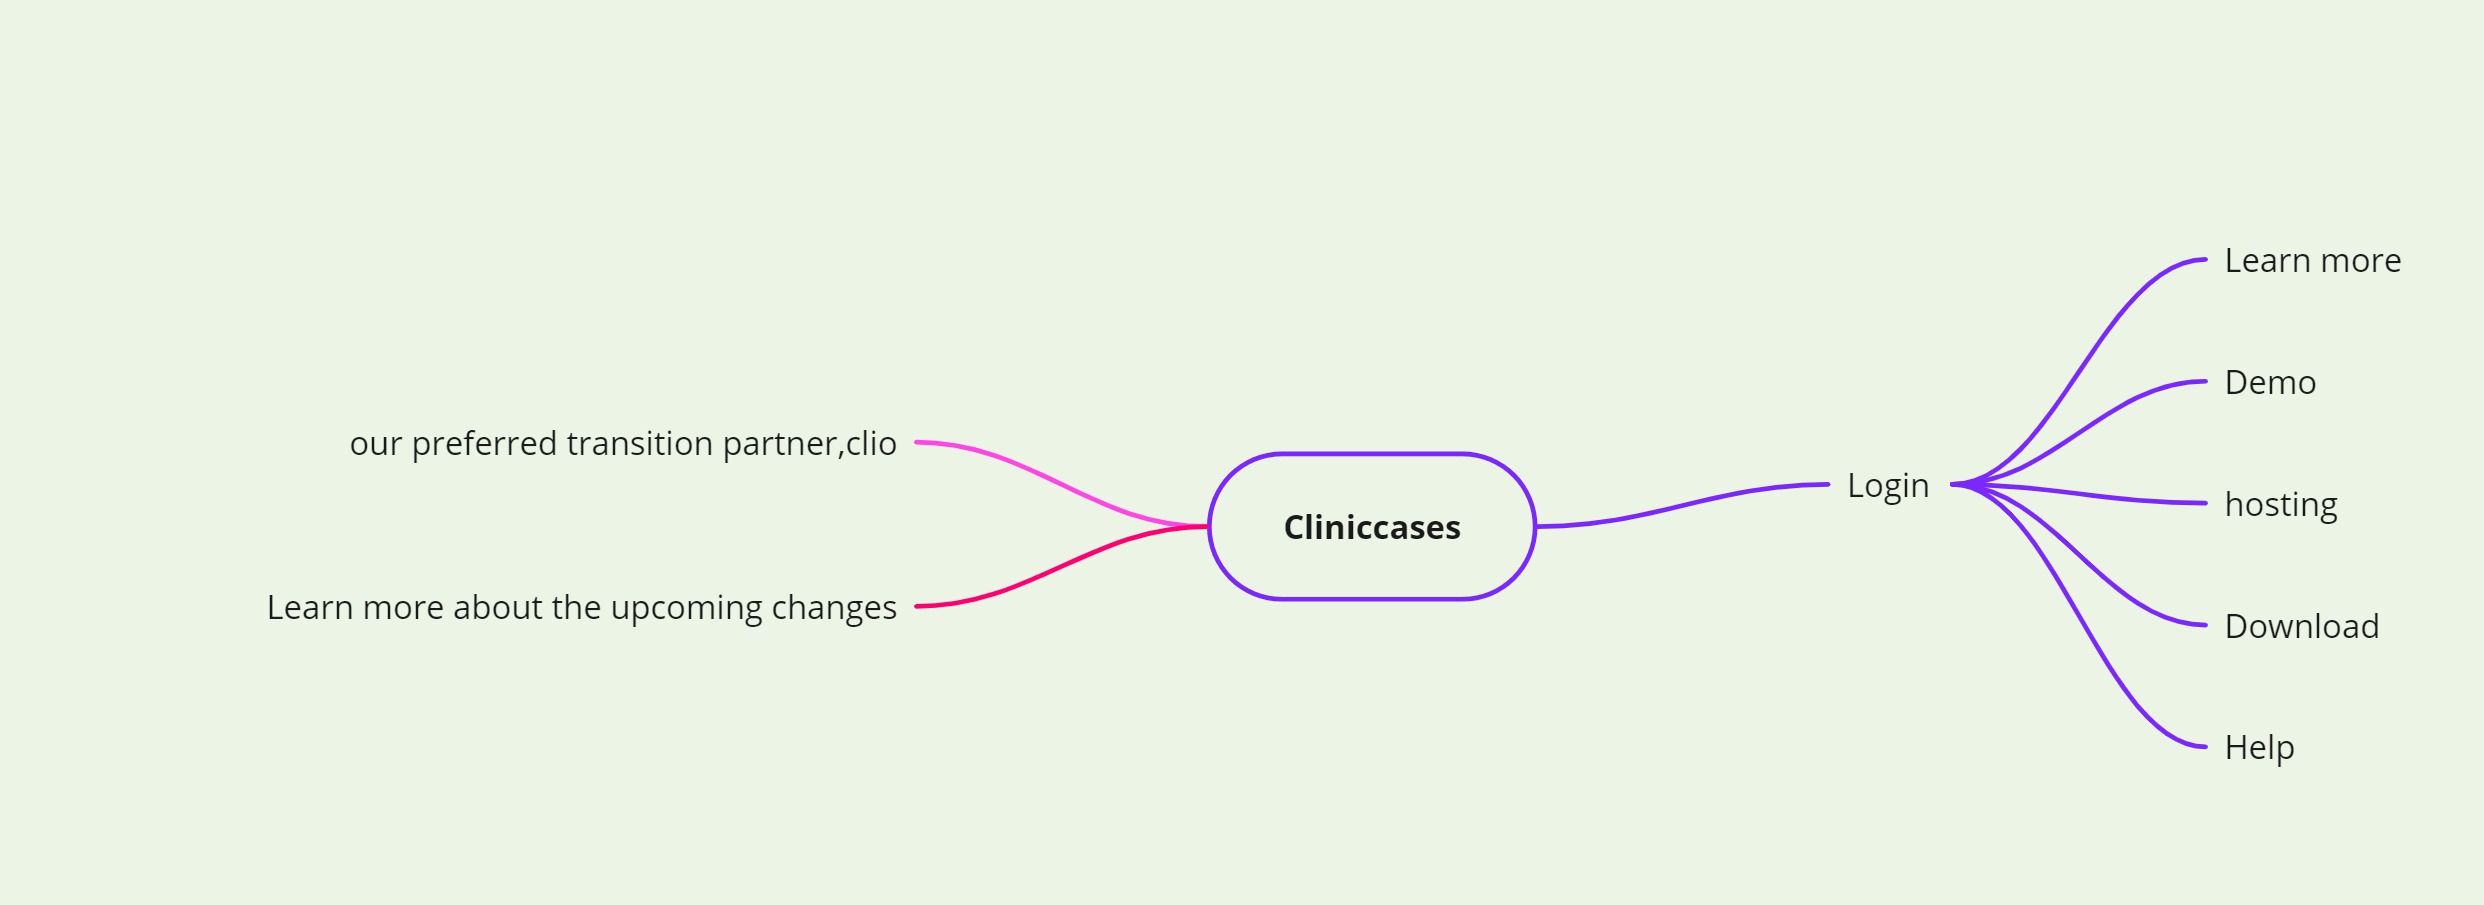 our preferred transition partner,clio
Learn more about the upcoming changes
Cliniccases
Login
Learn more
Demo
hosting
Download
Help